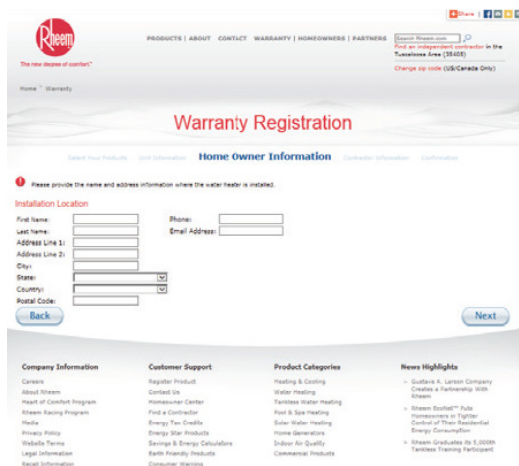 Share
Rheem
The new degree of comfort.™
PRODUCTS | ABOUT CONTACT WARRANTY | HOMEOWNERS | PARTNERS
Search Rheem.com
Find an independent contractor in the
Tuscaloosa Area (35405)
Change zip code (US/Canada Only)
Home > Warranty
Warranty Registration
Select Your Products Unit Information Home Owner Information Contractor Information Confirmation
Please provide the name and address information where the water heater is installed.
Installation Location
First Name: Phone:
Last Name: Email Address:
Address Line 1:
Address Line 2:
City:
State:
Country:
Postal Code:
Back Next
Company Information Customer Support Product Categories News Highlights
Careers Register Product Heating & Cooling > Gustave A. Larson Company
About Rheem Contact Us Water Heating Creates a Partnership With
Heart of Comfort Program Homeowner Center Tankless Water Heating Rheem
Rheem Racing Program Find a Contractor Pool & Spa Heating > Rheem EcoNet™ Puts
Media Energy Tax Credits Solar Water Heating Homeowners in Tighter
Privacy Policy Energy Star Products Home Generators Control of Their Residential
Website Terms Savings & Energy Calculators Indoor Air Quality Energy Consumption
Legal Information Earth Friendly Products Commercial Products > Rheem Graduates its 5,000th
Recall Information Consumer Warning Tankless Training Participant